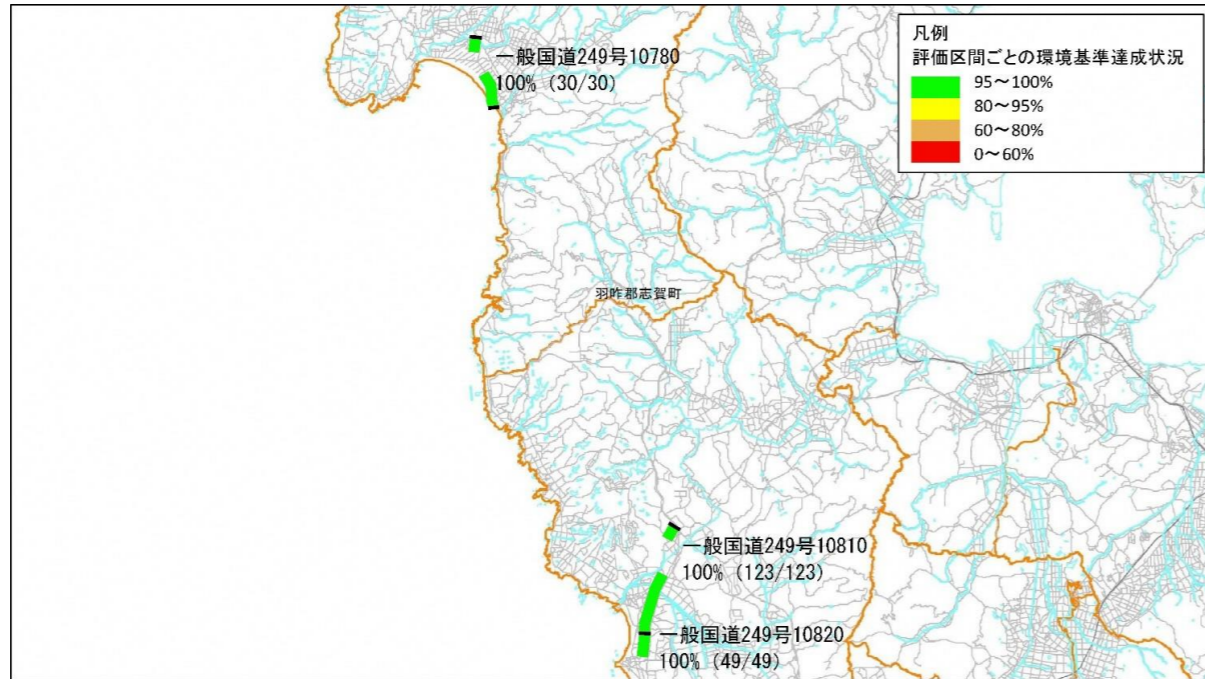 凡例
評価区間ごとの環境基準達成状況
95～100%
80～95%
60～80%
0～60%
一般国道249号10780
100% (30/30)
羽咋郡志賀町
一般国道249号10810
100% (123/123)
一般国道249号10820
100% (49/49)